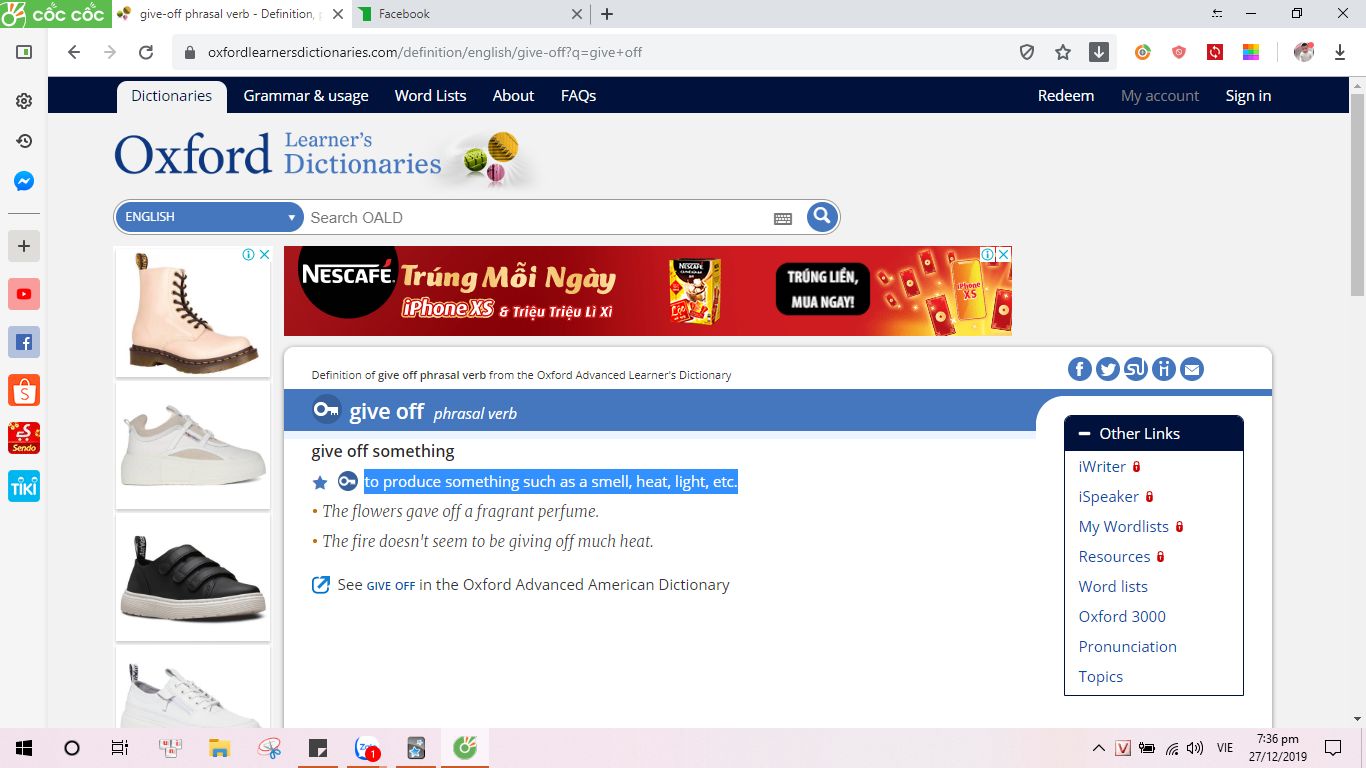 cốc cốc
give-off phrasal verb - Definition,
Facebook
oxfordlearnersdictionaries.com/definition/english/give-off?q=give+off
Dictionaries
Grammar & usage
Word Lists
About
FAQs
Redeem
My account
Sign in
Oxford Learner's Dictionaries
ENGLISH
Search OALD
NESCAFÉ
Trúng Mỗi Ngày
iPhone XS & Triệu Triệu Lì Xì
TRÚNG LIỀN,
MUA NGAY!
iPhone XS
Definition of give off phrasal verb from the Oxford Advanced Learner's Dictionary
give off phrasal verb
give off something
to produce something such as a smell, heat, light, etc.
• The flowers gave off a fragrant perfume.
• The fire doesn't seem to be giving off much heat.
See GIVE OFF in the Oxford Advanced American Dictionary
Other Links
iWriter
iSpeaker
My Wordlists
Resources
Word lists
Oxford 3000
Pronunciation
Topics
Sendo
TIKI
VIE
7:36 pm
27/12/2019